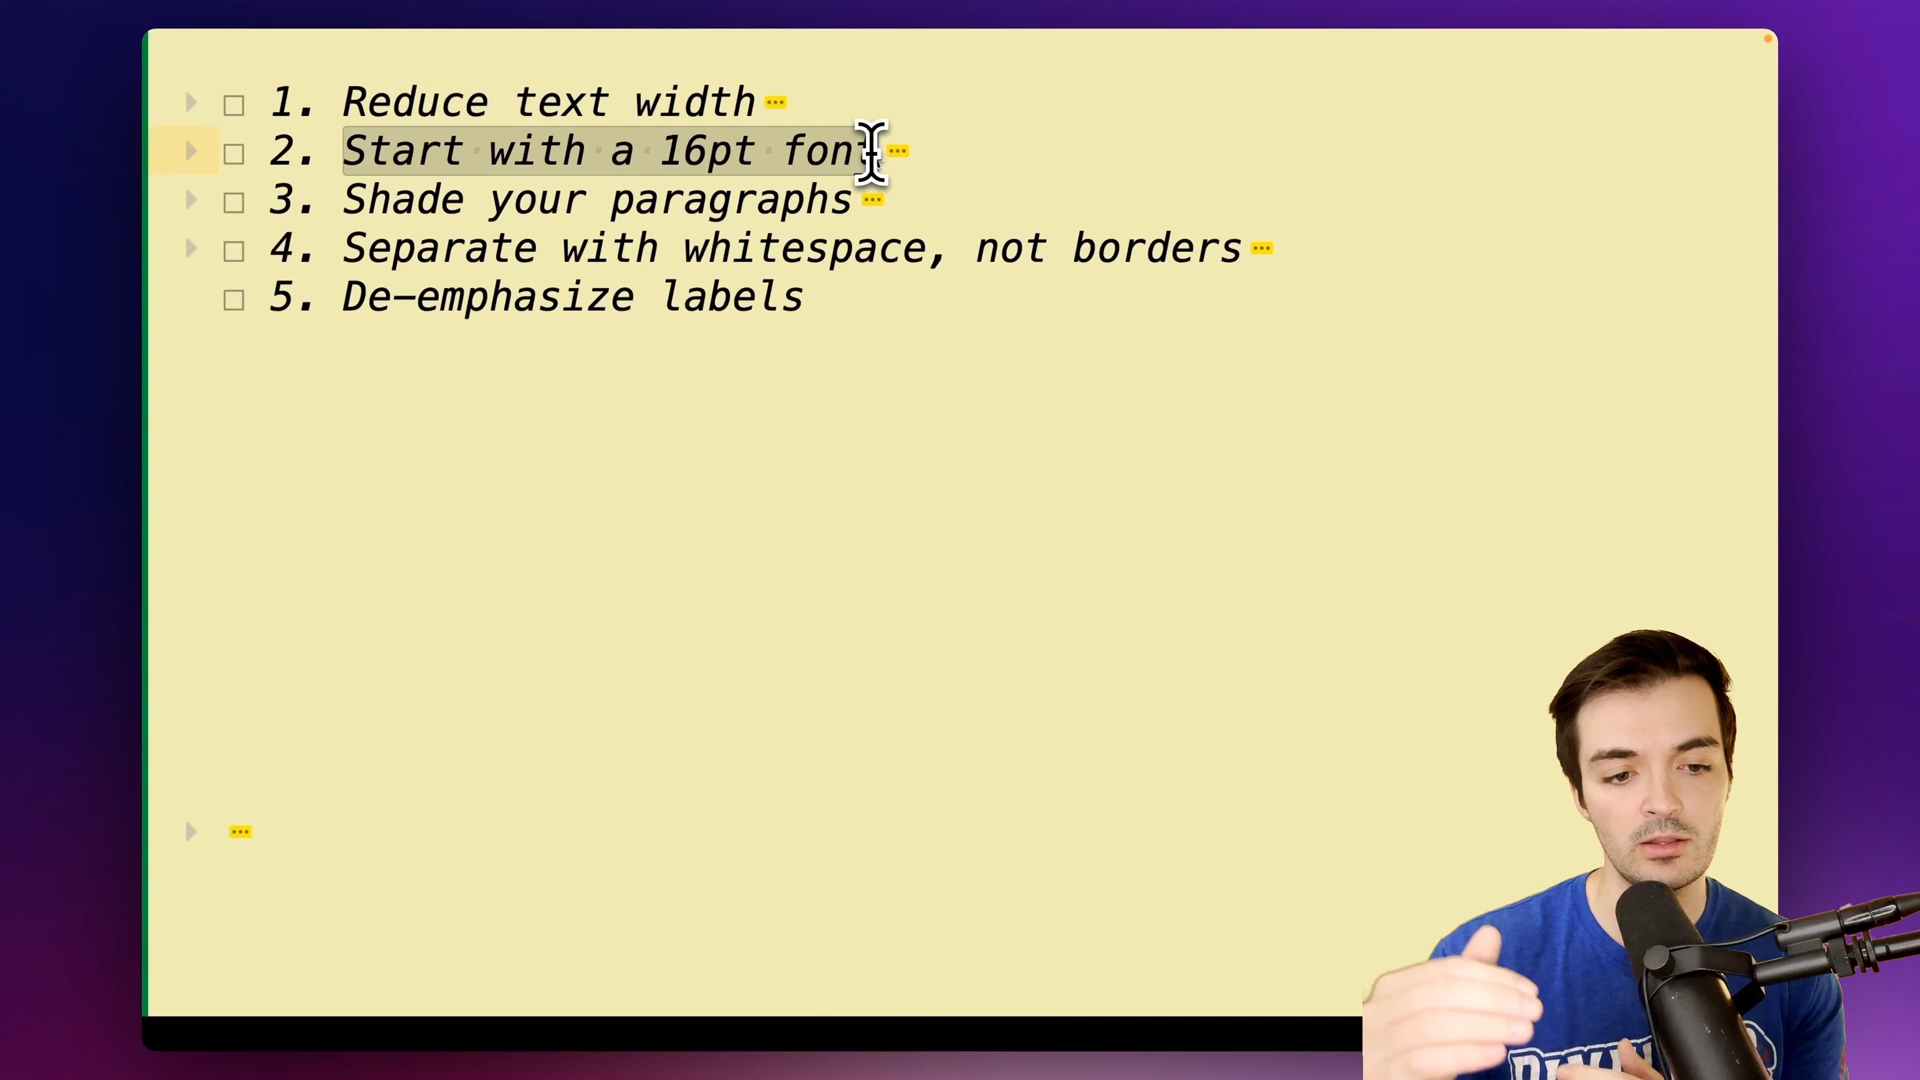 1. Reduce text width
2. Start with a 16pt font
3. Shade your paragraphs
4. Separate with whitespace, not borders
5. De-emphasize labels